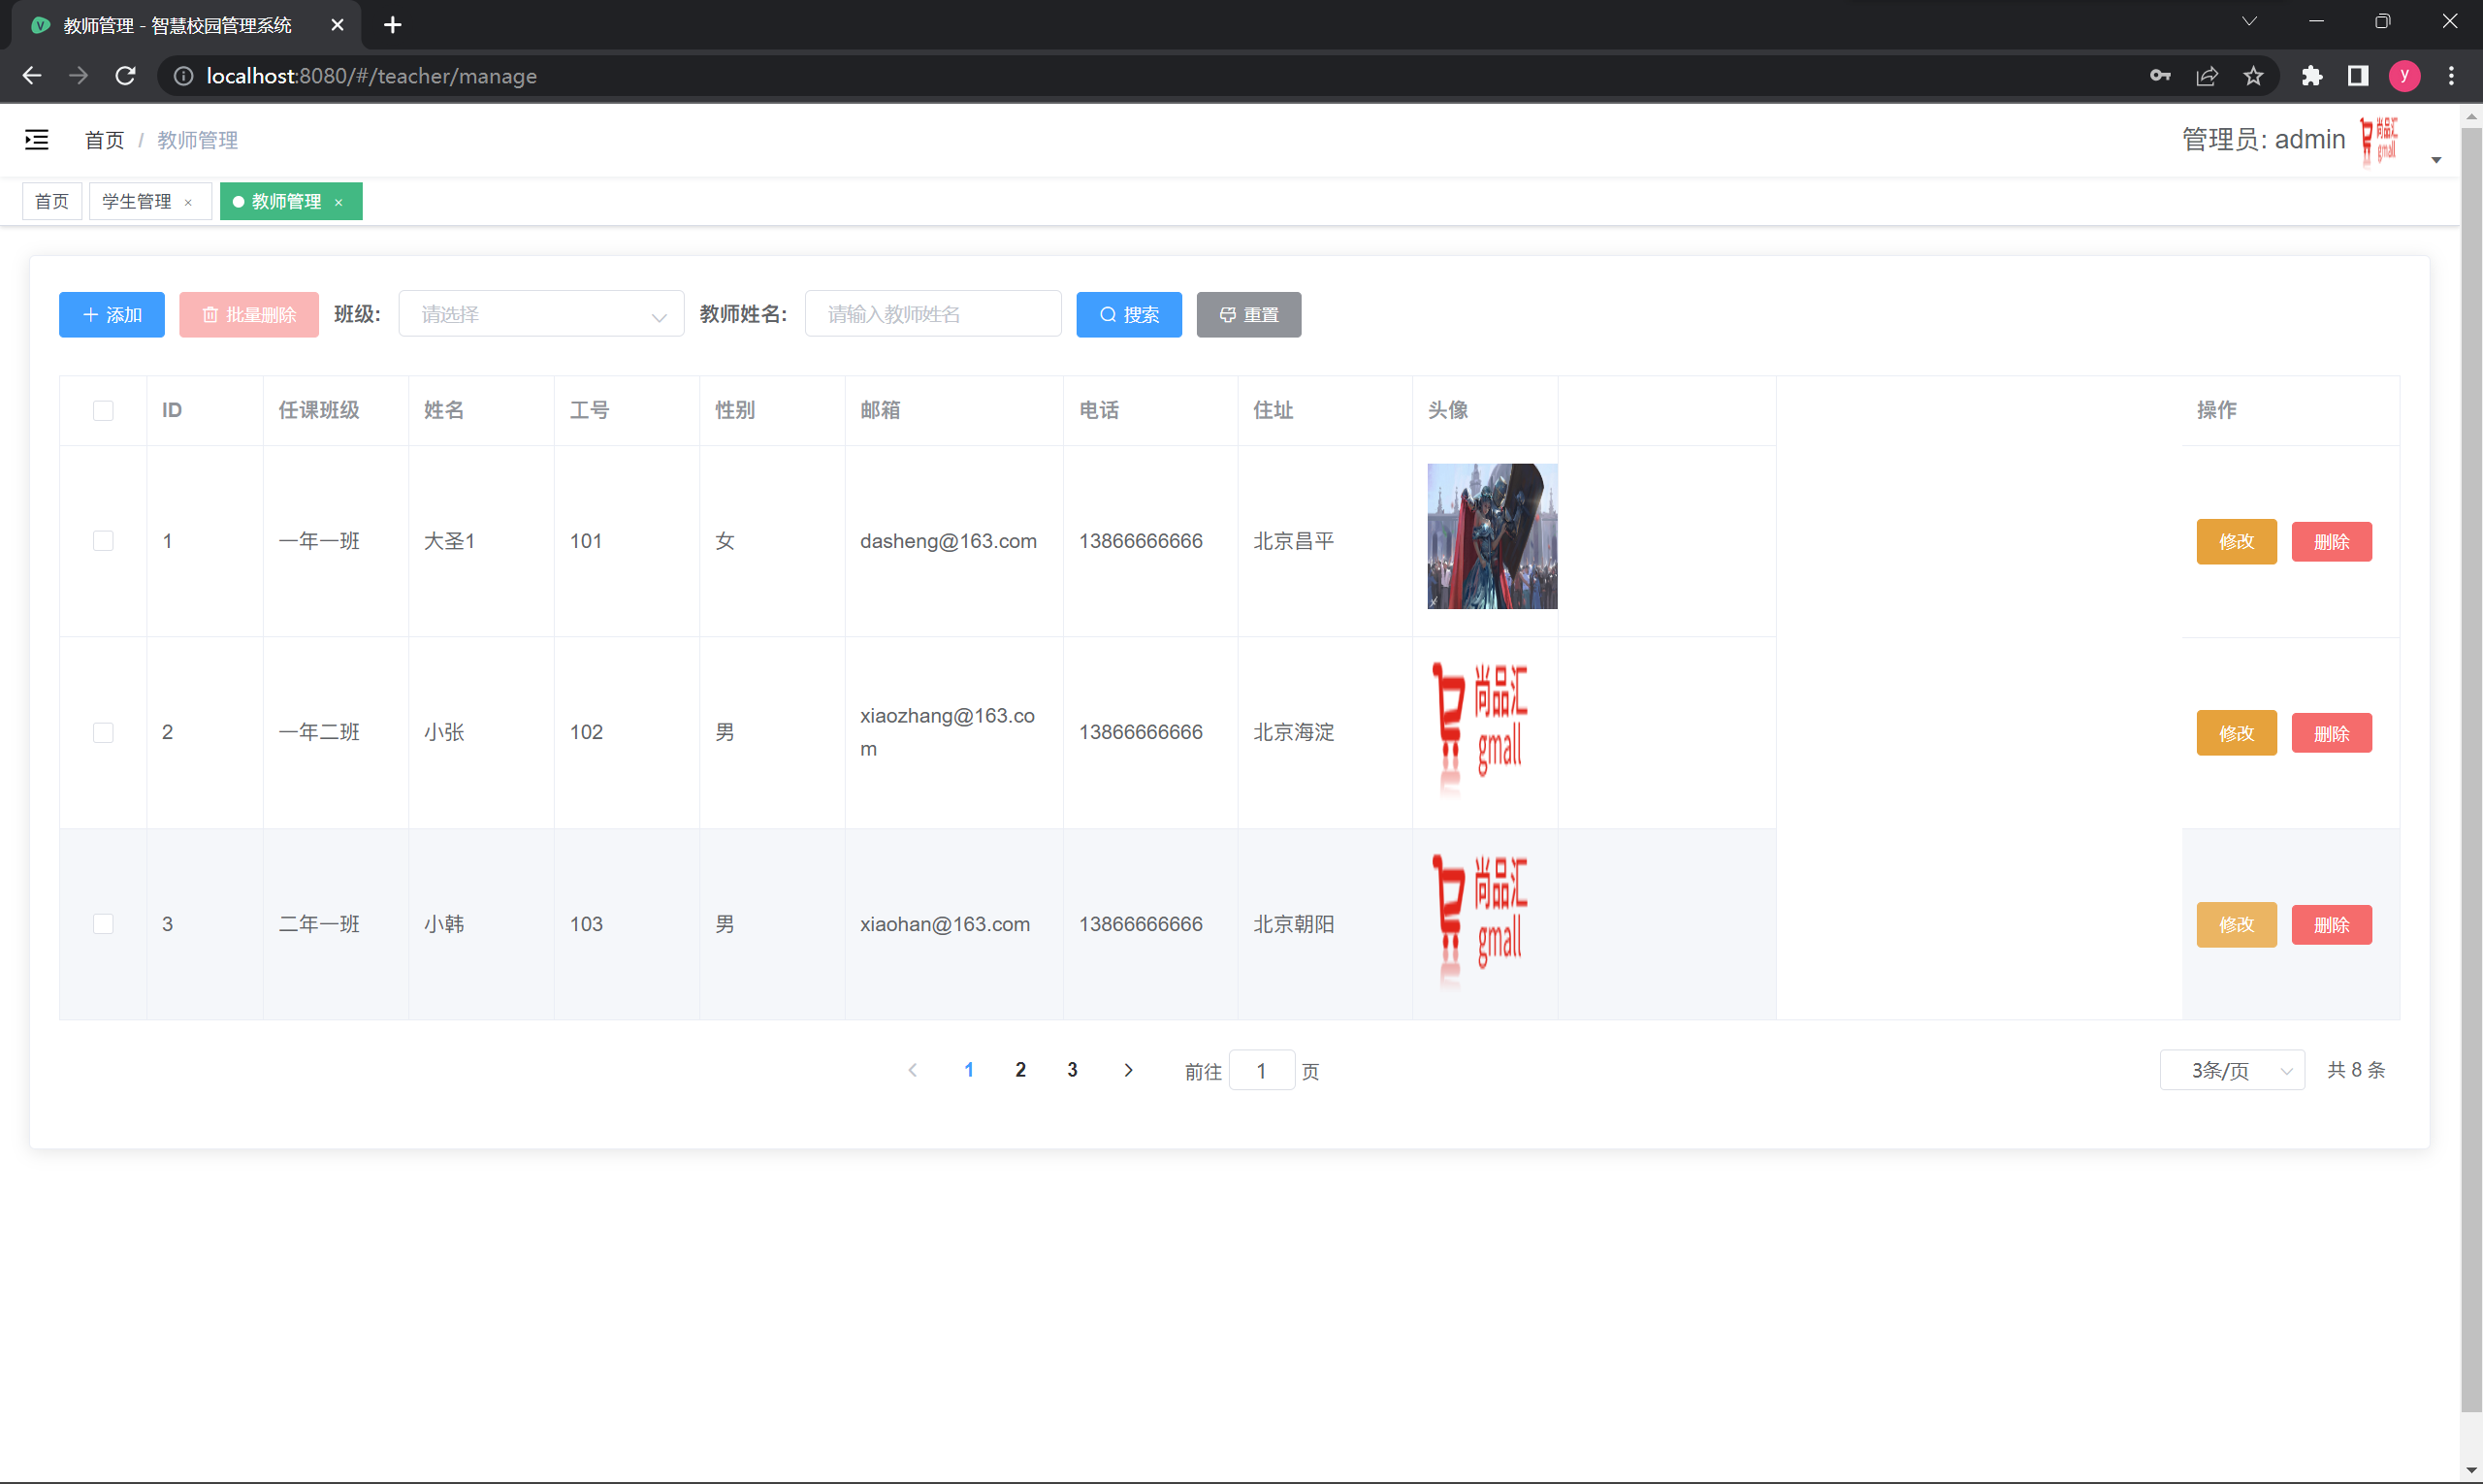 教师管理 - 智慧校园管理系统
localhost:8080/#/teacher/manage
y
首页 / 教师管理
管理员: admin
尚品汇
gmall
首页 学生管理 × 教师管理 ×
添加 批量删除 班级: 请选择 教师姓名: 请输入教师姓名 搜索 重置
ID 任课班级 姓名 工号 性别 邮箱 电话 住址 头像 操作
1 一年一班 大圣1 101 女 dasheng@163.com 13866666666 北京昌平 修改 删除
2 一年二班 小张 102 男 xiaozhang@163.co
m 13866666666 北京海淀 尚品汇
gmall 修改 删除
3 二年一班 小韩 103 男 xiaohan@163.com 13866666666 北京朝阳 尚品汇
gmall 修改 删除
1 2 3 前往 1 页 3条/页 共 8 条